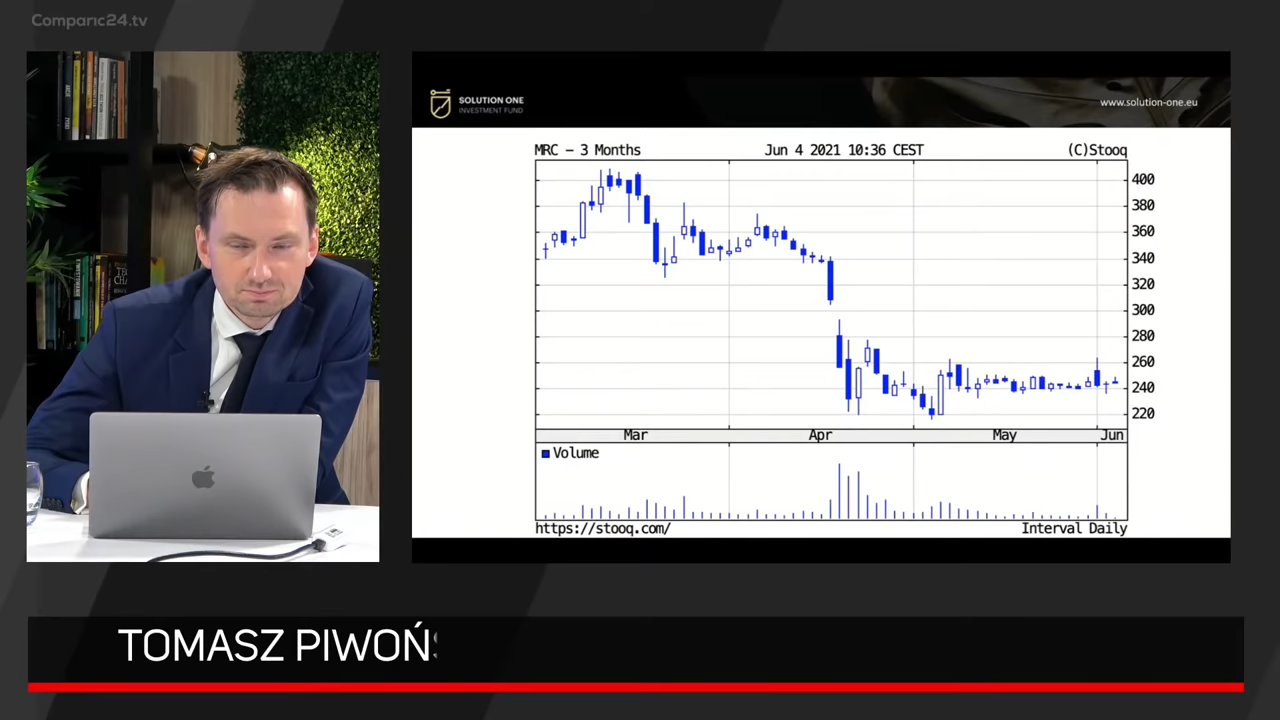 Comparic24.tv
SOLUTION ONE
INVESTMENT FUND
www.solution-one.eu
MRC - 3 Months
Jun 4 2021 10:36 CEST
(C)Stooq
400
380
360
340
320
300
280
260
240
220
Mar
Apr
May
Jun
Volume
https://stooq.com/
Interval Daily
TOMASZ PIWOŃ